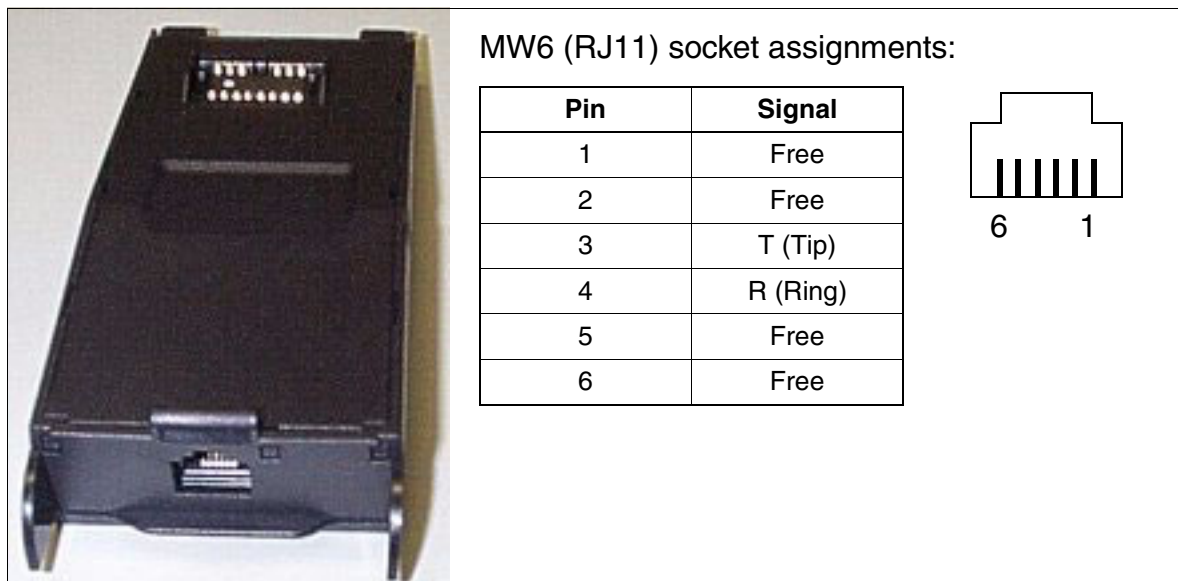 MW6 (RJ11) socket assignments:
Pin Signal
1 Free
2 Free
3 T (Tip)
4 R (Ring)
5 Free
6 Free
6 1